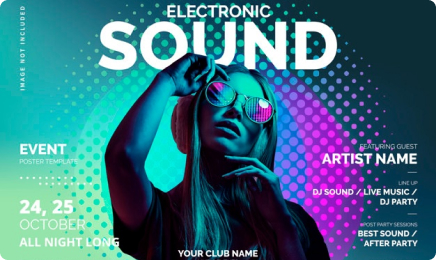 IMAGE NOT INCLUDED
ELECTRONIC
SOUND
EVENT
POSTER TEMPLATE
24, 25
OCTOBER
ALL NIGHT LONG
FEATURING GUEST
ARTIST NAME
LINE UP
DJ SOUND / LIVE MUSIC /
DJ PARTY
#POST PARTY SESSIONS
BEST SOUND /
AFTER PARTY
YOUR CLUB NAME